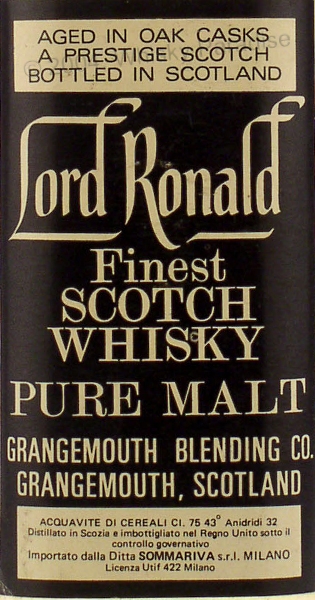 AGED IN OAK CASKS
A PRESTIGE SCOTCH
BOTTLED IN SCOTLAND
Lord Ronald
Finest
SCOTCH
WHISKY
PURE MALT
GRANGEMOUTH BLENDING CO.
GRANGEMOUTH, SCOTLAND
ACQUAVITE DI CEREALI Cl. 75 43° Anidridi 32
Distillato in Scozia e imbottigliato nel Regno Unito sotto il
controllo governativo
Importato dalla Ditta SOMMARIVA s.r.l. MILANO
Licenza Utif 422 Milano